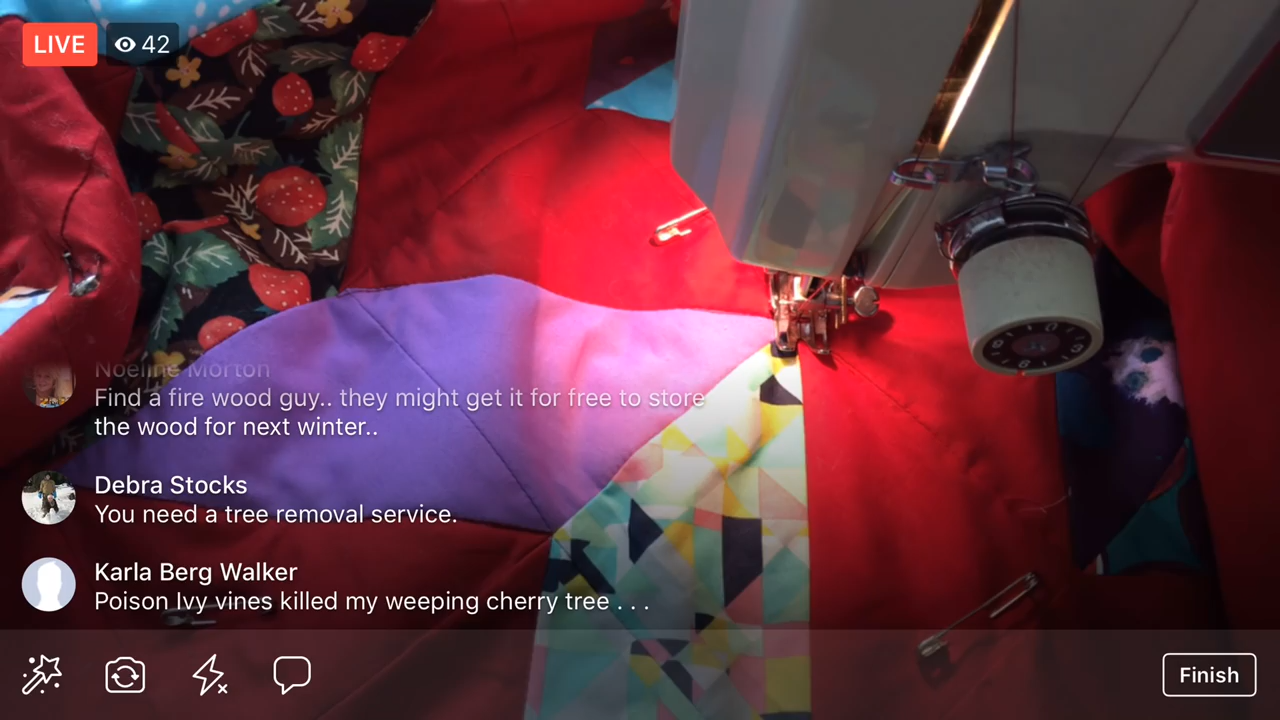 LIVE 42
Noeline Morton
Find a fire wood guy.. they might get it for free to store
the wood for next winter..
Debra Stocks
You need a tree removal service.
Karla Berg Walker
Poison Ivy vines killed my weeping cherry tree . . .
Finish